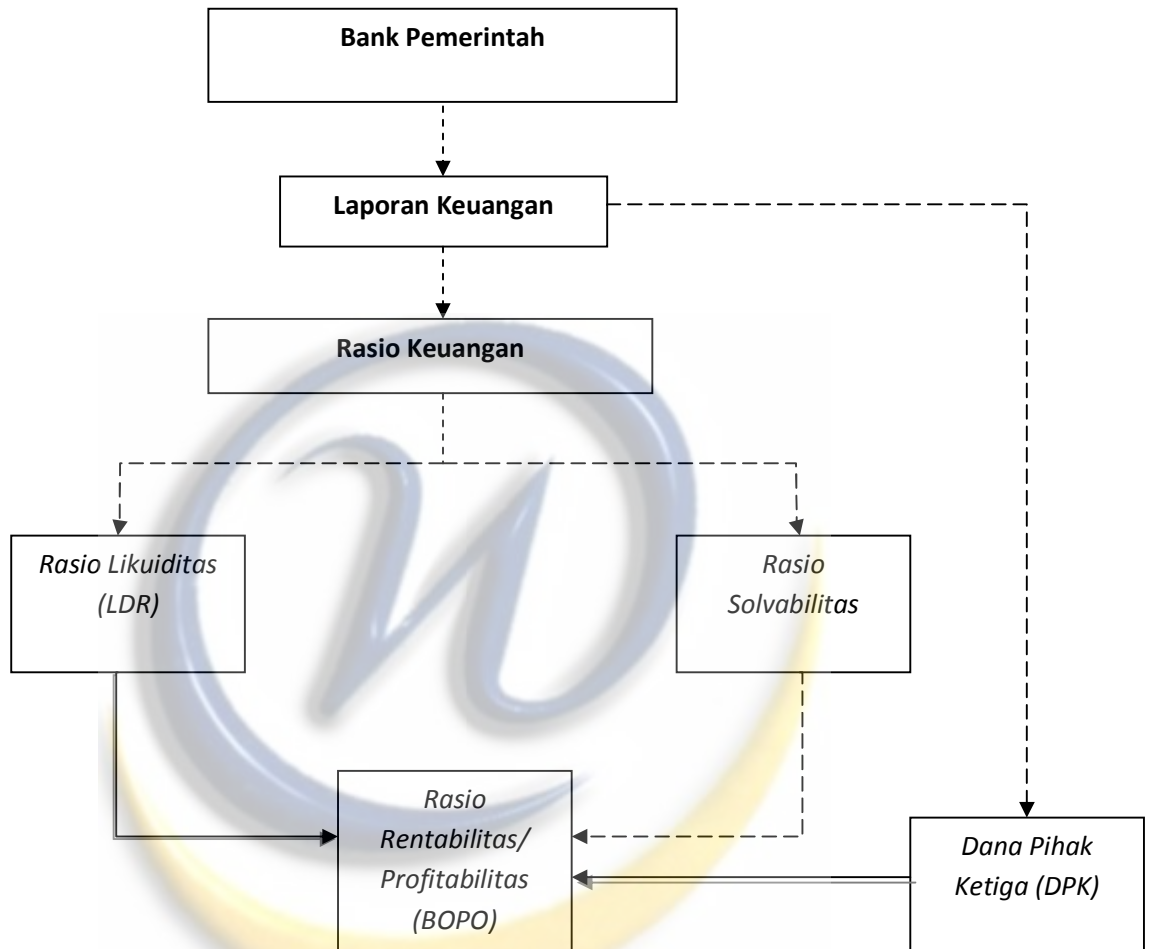 Bank Pemerintah
Laporan Keuangan
Rasio Keuangan
Rasio Likuiditas
(LDR)
Rasio
Solvabilitas
Rasio
Rentabilitas/
Profitabilitas
(BOPO)
Dana Pihak
Ketiga (DPK)